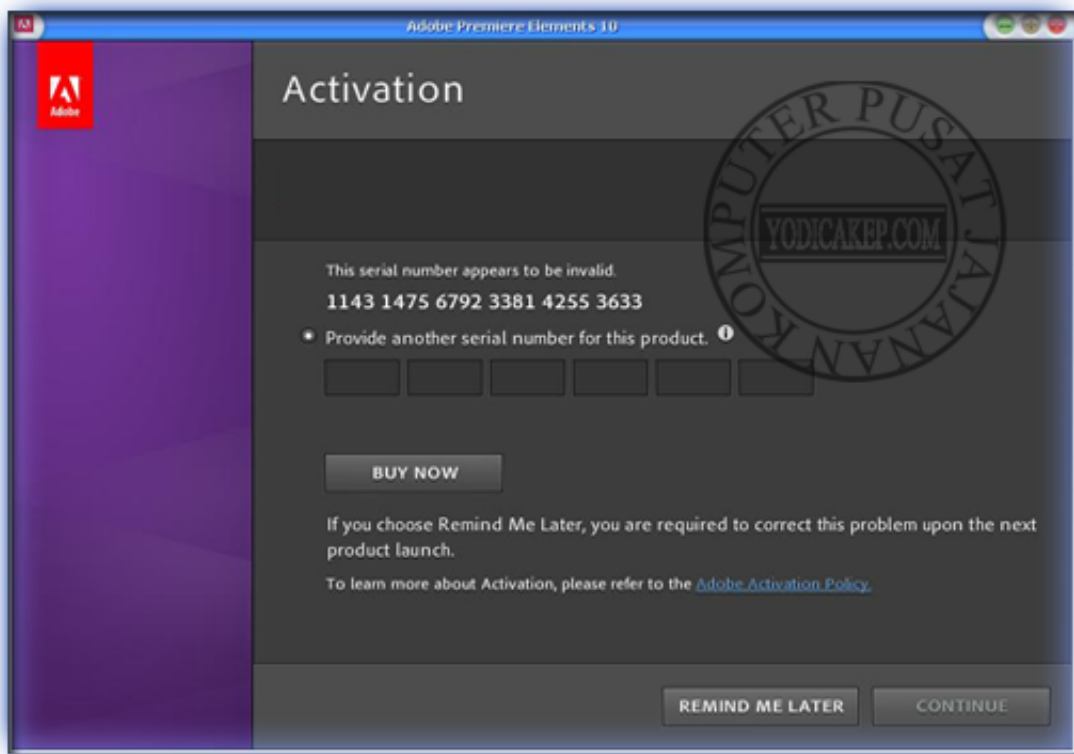 Adobe Premiere Elements 10
Adobe
Activation
KOMPUTER PUSAT JAJANAN
YODICAKEP.COM
This serial number appears to be invalid.
1143 1475 6792 3381 4255 3633
Provide another serial number for this product.
BUY NOW
If you choose Remind Me Later, you are required to correct this problem upon the next
product launch.
To learn more about Activation, please refer to the Adobe Activation Policy.
REMIND ME LATER
CONTINUE